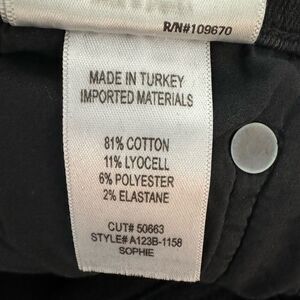 R/N#109670
MADE IN TURKEY
IMPORTED MATERIALS
81% COTTON
11% LYOCELL
6% POLYESTER
2% ELASTANE
CUT# 50663
STYLE# A123B-1158
SOPHIE